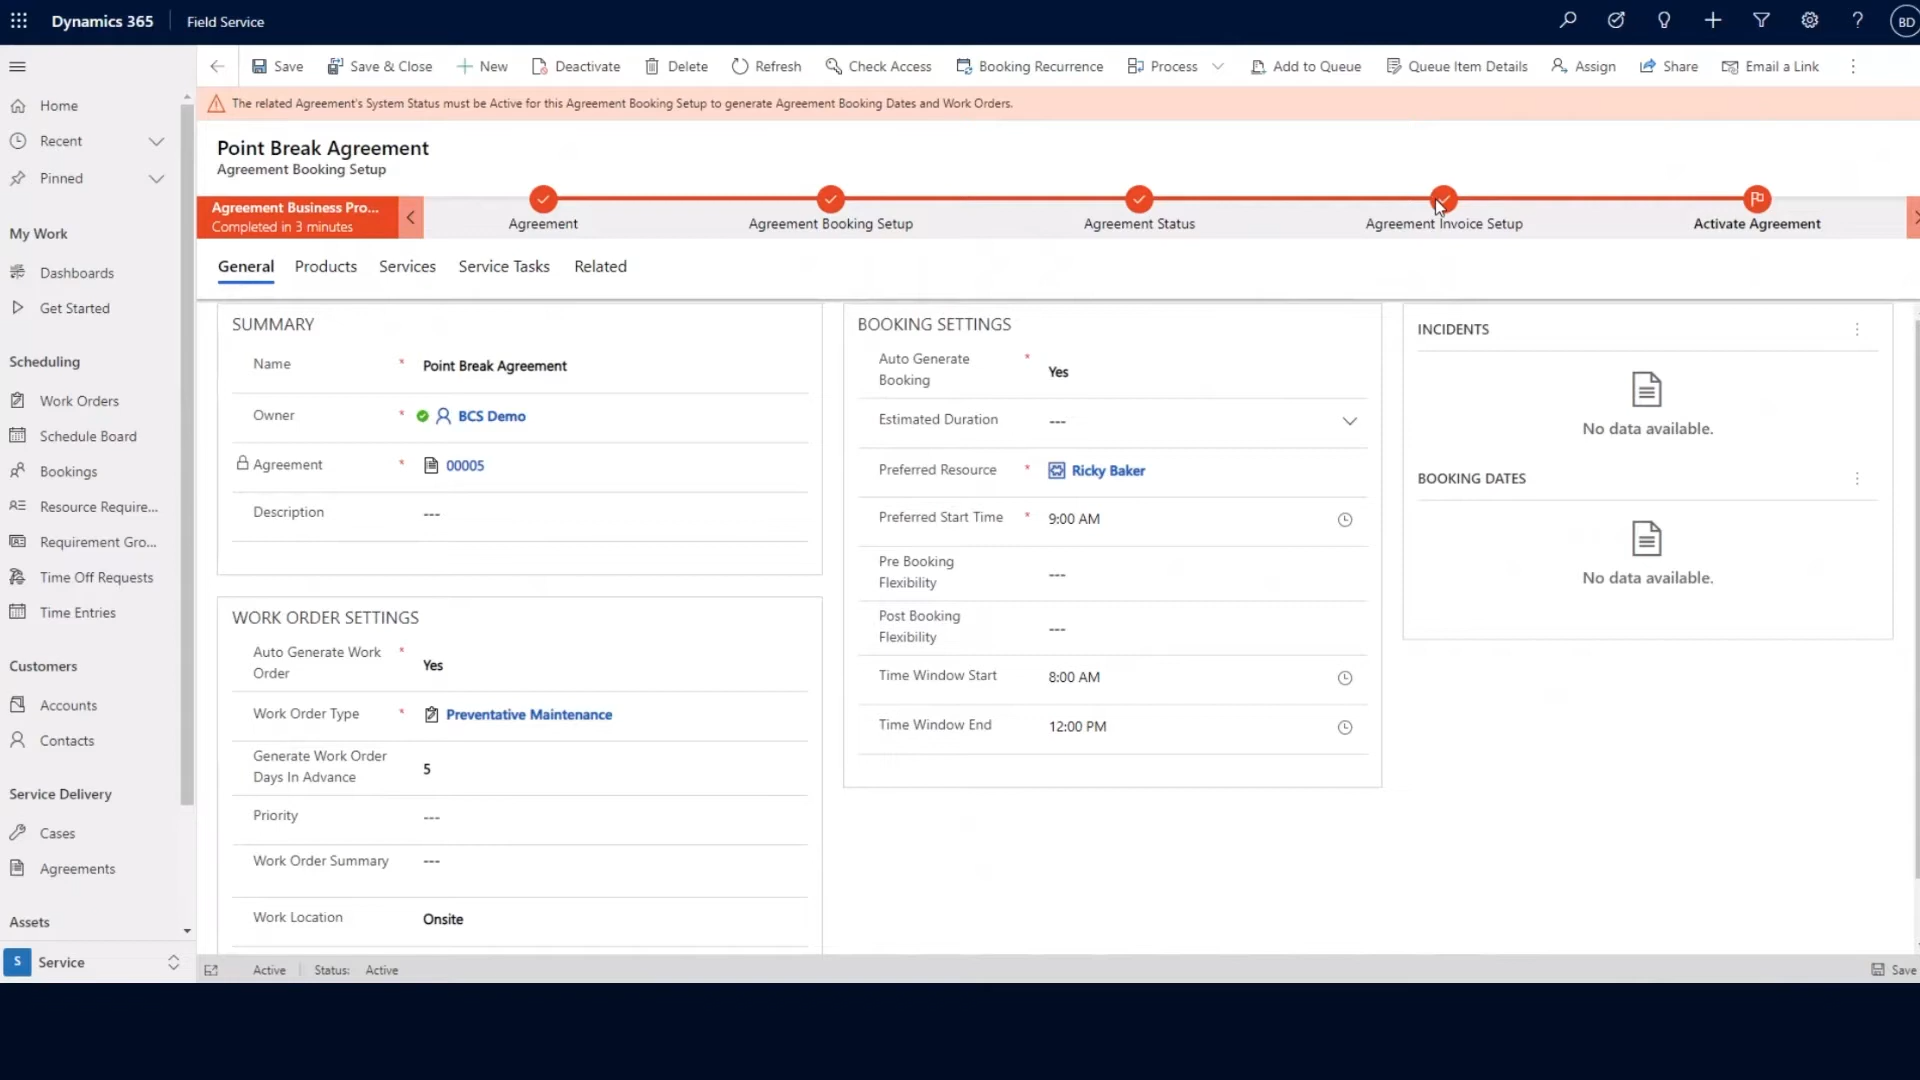 Dynamics 365
Field Service
BD
Save
Save & Close
New
Deactivate
Delete
Refresh
Check Access
Booking Recurrence
Process
Add to Queue
Queue Item Details
Assign
Share
Email a Link
The related Agreement's System Status must be Active for this Agreement Booking Setup to generate Agreement Booking Dates and Work Orders.
Home
Recent
Pinned
My Work
Dashboards
Get Started
Scheduling
Work Orders
Schedule Board
Bookings
Resource Require...
Requirement Gro...
Time Off Requests
Time Entries
Customers
Accounts
Contacts
Service Delivery
Cases
Agreements
Assets
S
Service
Point Break Agreement
Agreement Booking Setup
Agreement Business Pro...
Completed in 3 minutes
Agreement
Agreement Booking Setup
Agreement Status
Agreement Invoice Setup
Activate Agreement
General
Products
Services
Service Tasks
Related
SUMMARY
Name * Point Break Agreement
Owner * BCS Demo
Agreement * 00005
Description ---
WORK ORDER SETTINGS
Auto Generate Work
Order
* Yes
Work Order Type * Preventative Maintenance
Generate Work Order
Days In Advance
5
Priority ---
Work Order Summary ---
Work Location Onsite
BOOKING SETTINGS
Auto Generate
Booking
* Yes
Estimated Duration ---
Preferred Resource * Ricky Baker
Preferred Start Time * 9:00 AM
Pre Booking
Flexibility
---
Post Booking
Flexibility
---
Time Window Start 8:00 AM
Time Window End 12:00 PM
INCIDENTS
No data available.
BOOKING DATES
No data available.
Active
Status: Active
Save